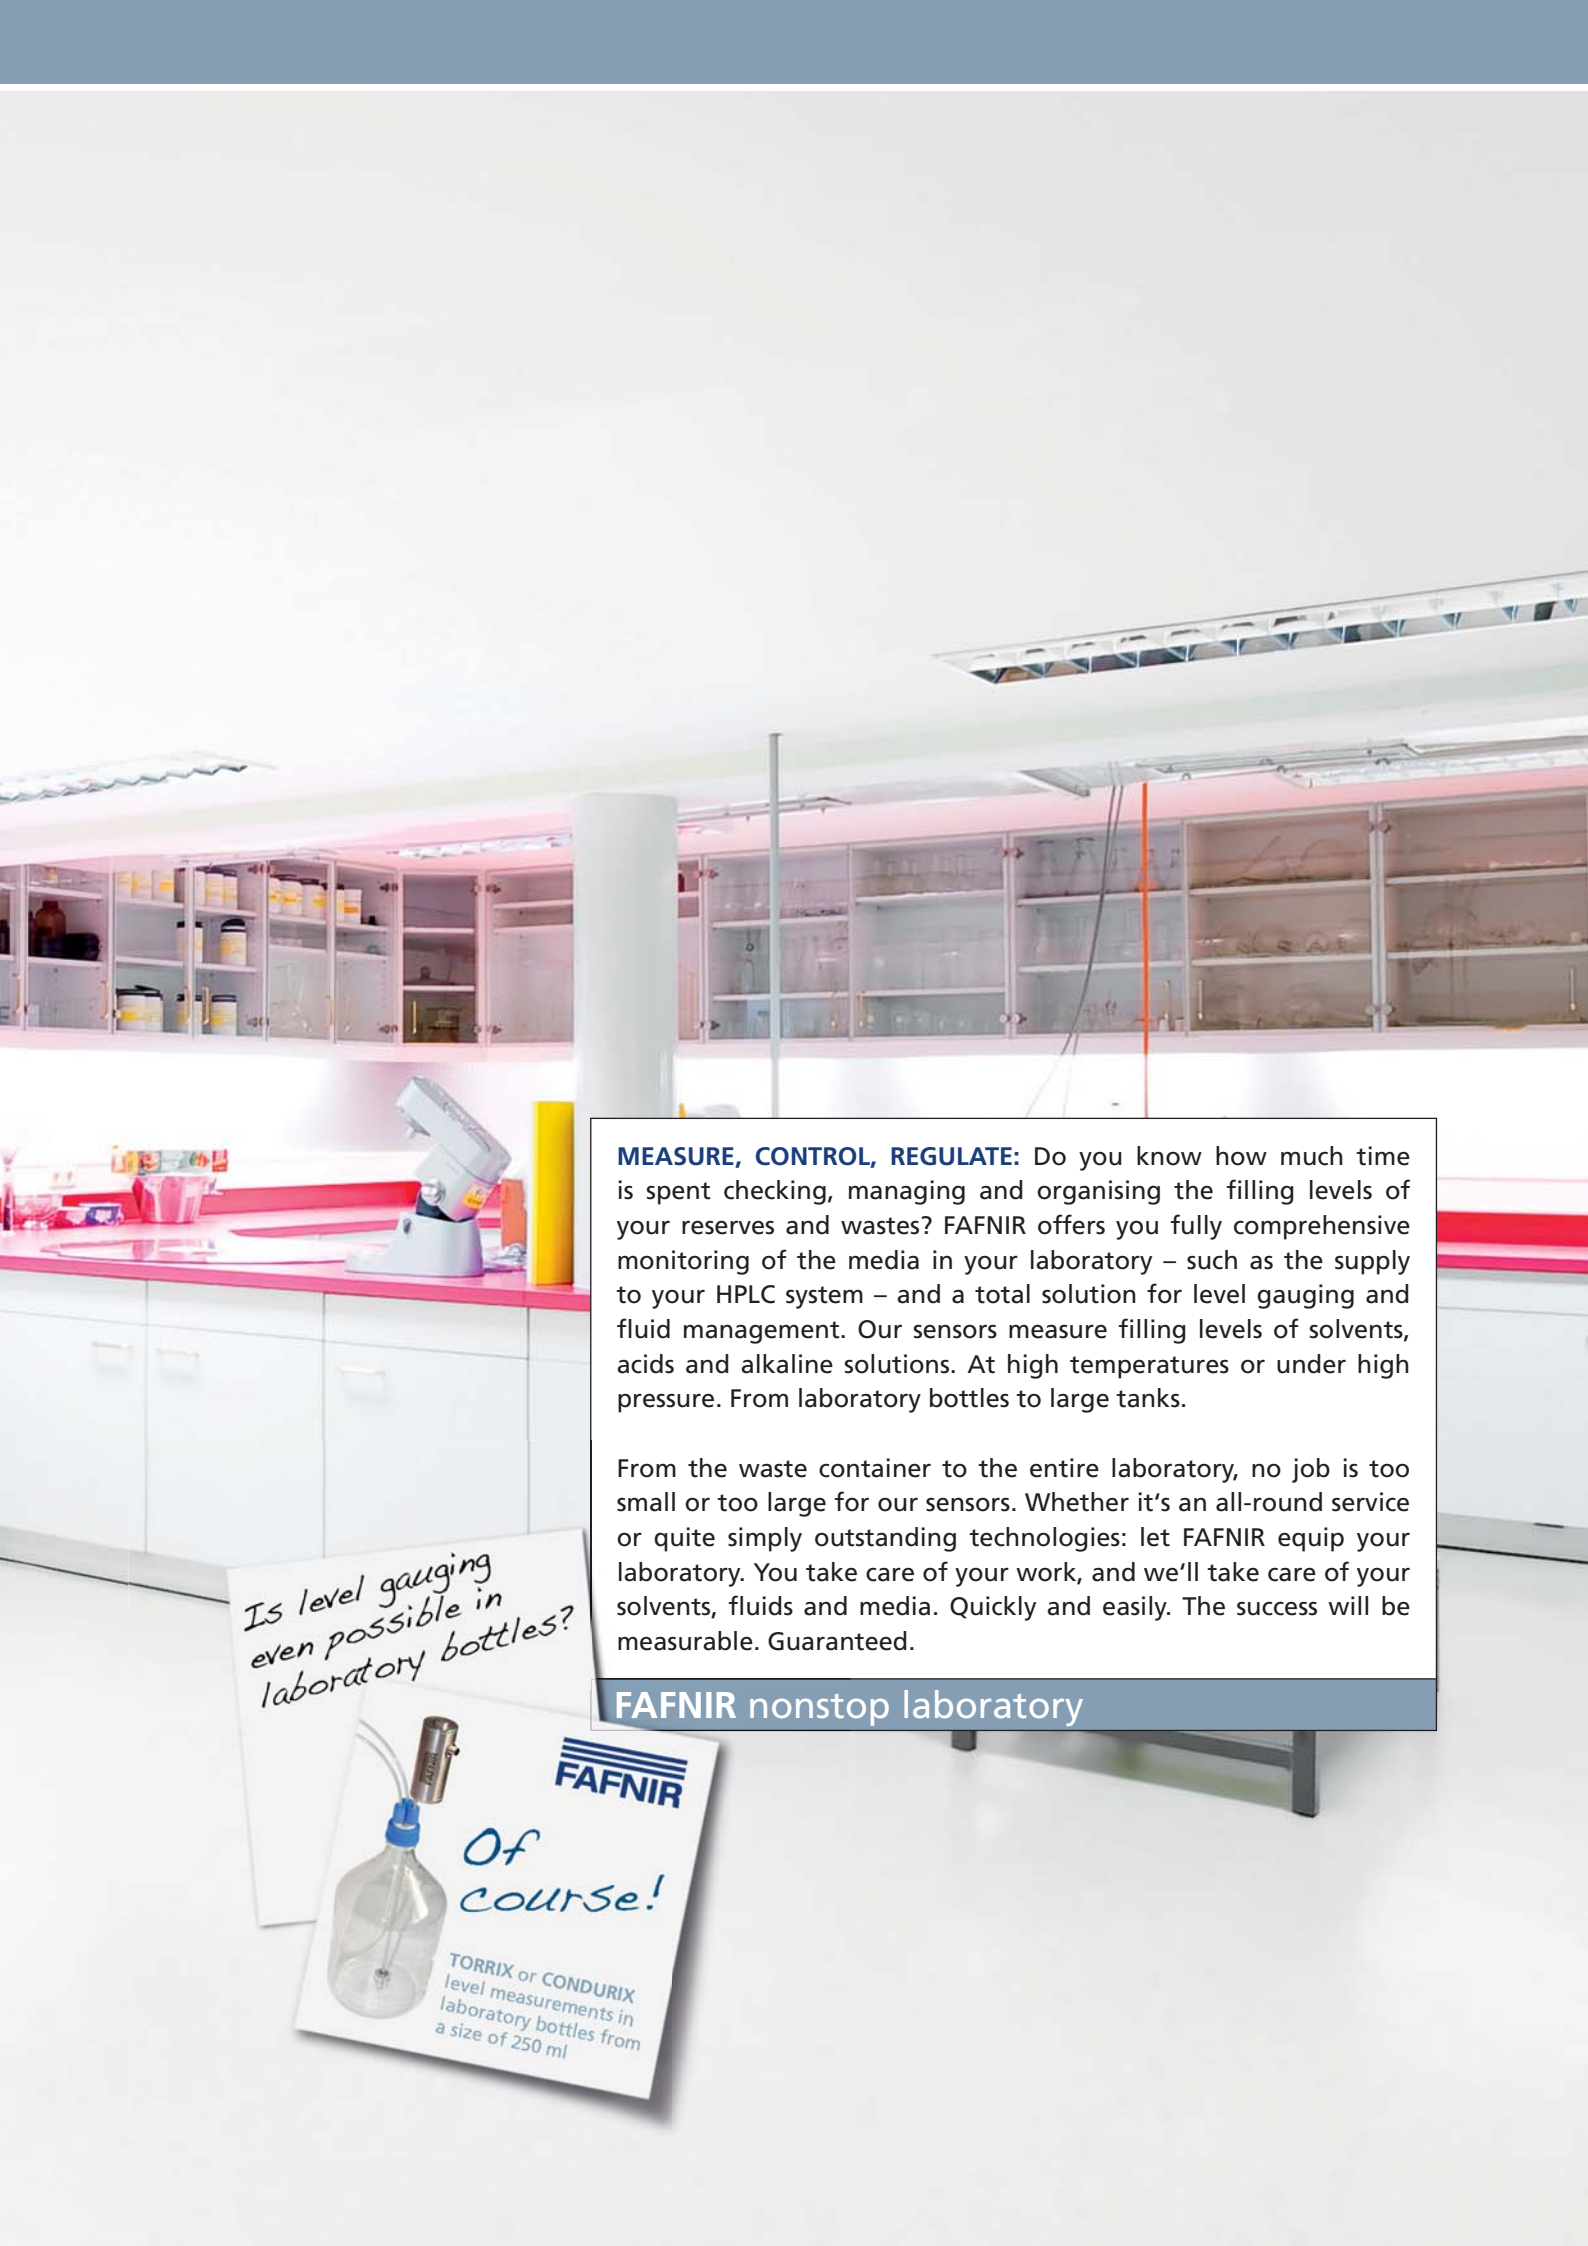 MEASURE, CONTROL, REGULATE: Do you know how much time
is spent checking, managing and organising the filling levels of
your reserves and wastes? FAFNIR offers you fully comprehensive
monitoring of the media in your laboratory – such as the supply
to your HPLC system – and a total solution for level gauging and
fluid management. Our sensors measure filling levels of solvents,
acids and alkaline solutions. At high temperatures or under high
pressure. From laboratory bottles to large tanks.
From the waste container to the entire laboratory, no job is too
small or too large for our sensors. Whether it‘s an all-round service
or quite simply outstanding technologies: let FAFNIR equip your
laboratory. You take care of your work, and we‘ll take care of your
solvents, fluids and media. Quickly and easily. The success will be
measurable. Guaranteed.
FAFNIR nonstop laboratory
Is level gauging
even possible in
laboratory bottles?
FAFNIR
FAFNIR
Of
course!
TORRIX or CONDURIX
level measurements in
laboratory bottles from
a size of 250 ml